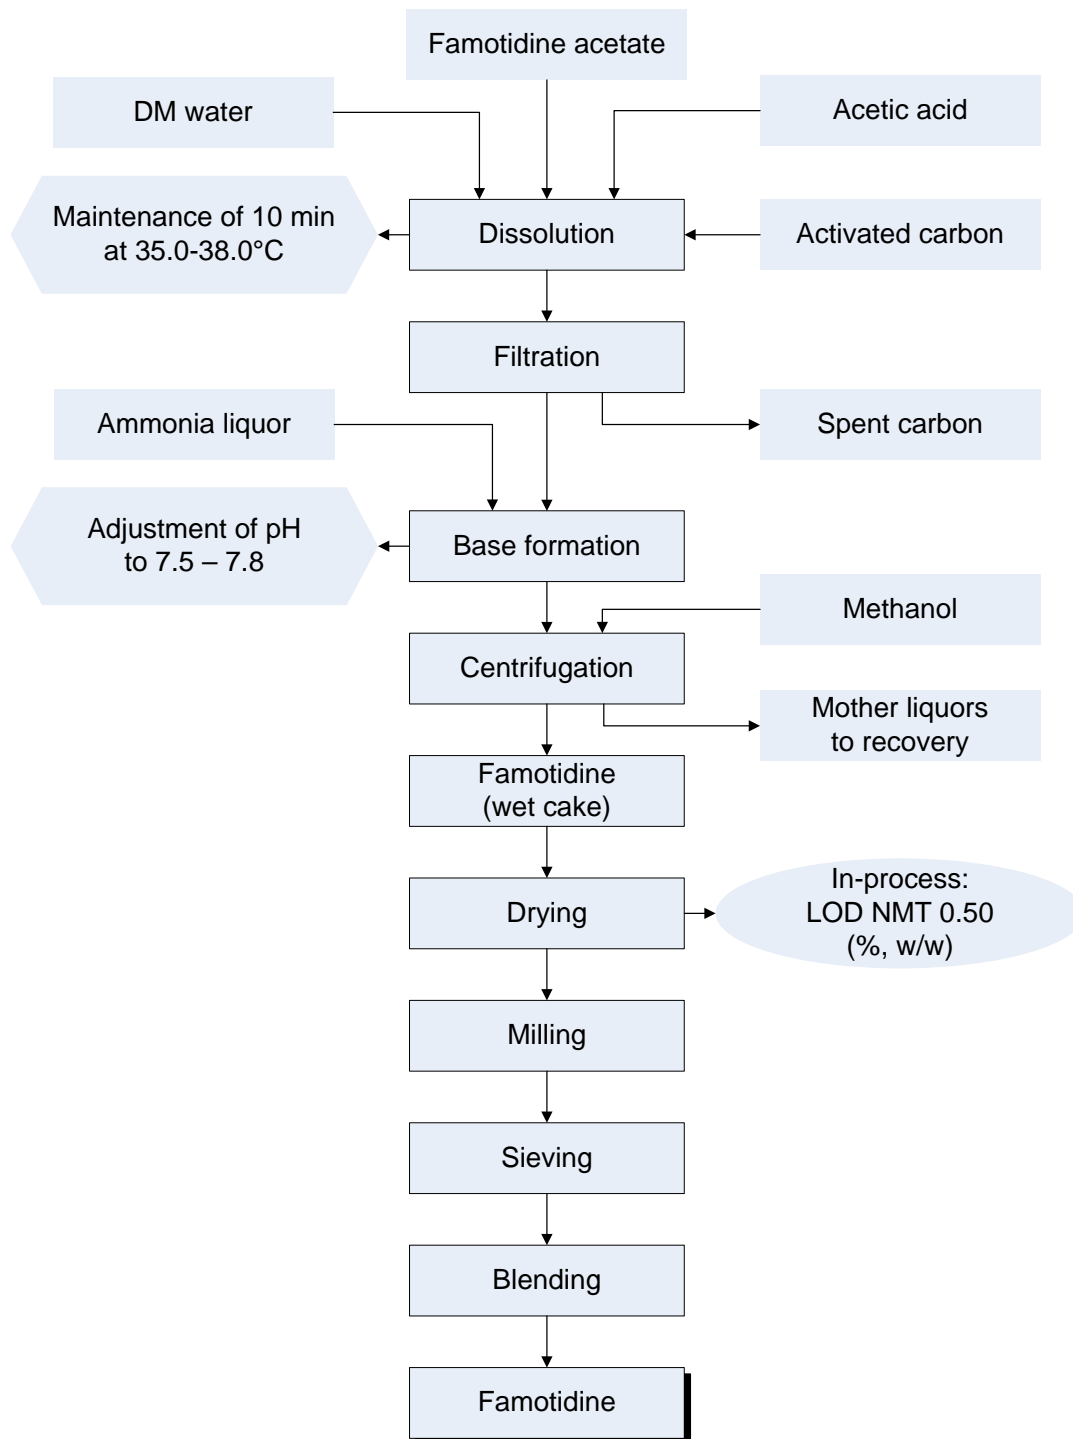 Famotidine acetate
DM water
Acetic acid
Maintenance of 10 min
at 35.0-38.0°C
Dissolution
Activated carbon
Filtration
Ammonia liquor
Spent carbon
Adjustment of pH
to 7.5 – 7.8
Base formation
Methanol
Centrifugation
Mother liquors
to recovery
Famotidine
(wet cake)
Drying
In-process:
LOD NMT 0.50
(%, w/w)
Milling
Sieving
Blending
Famotidine